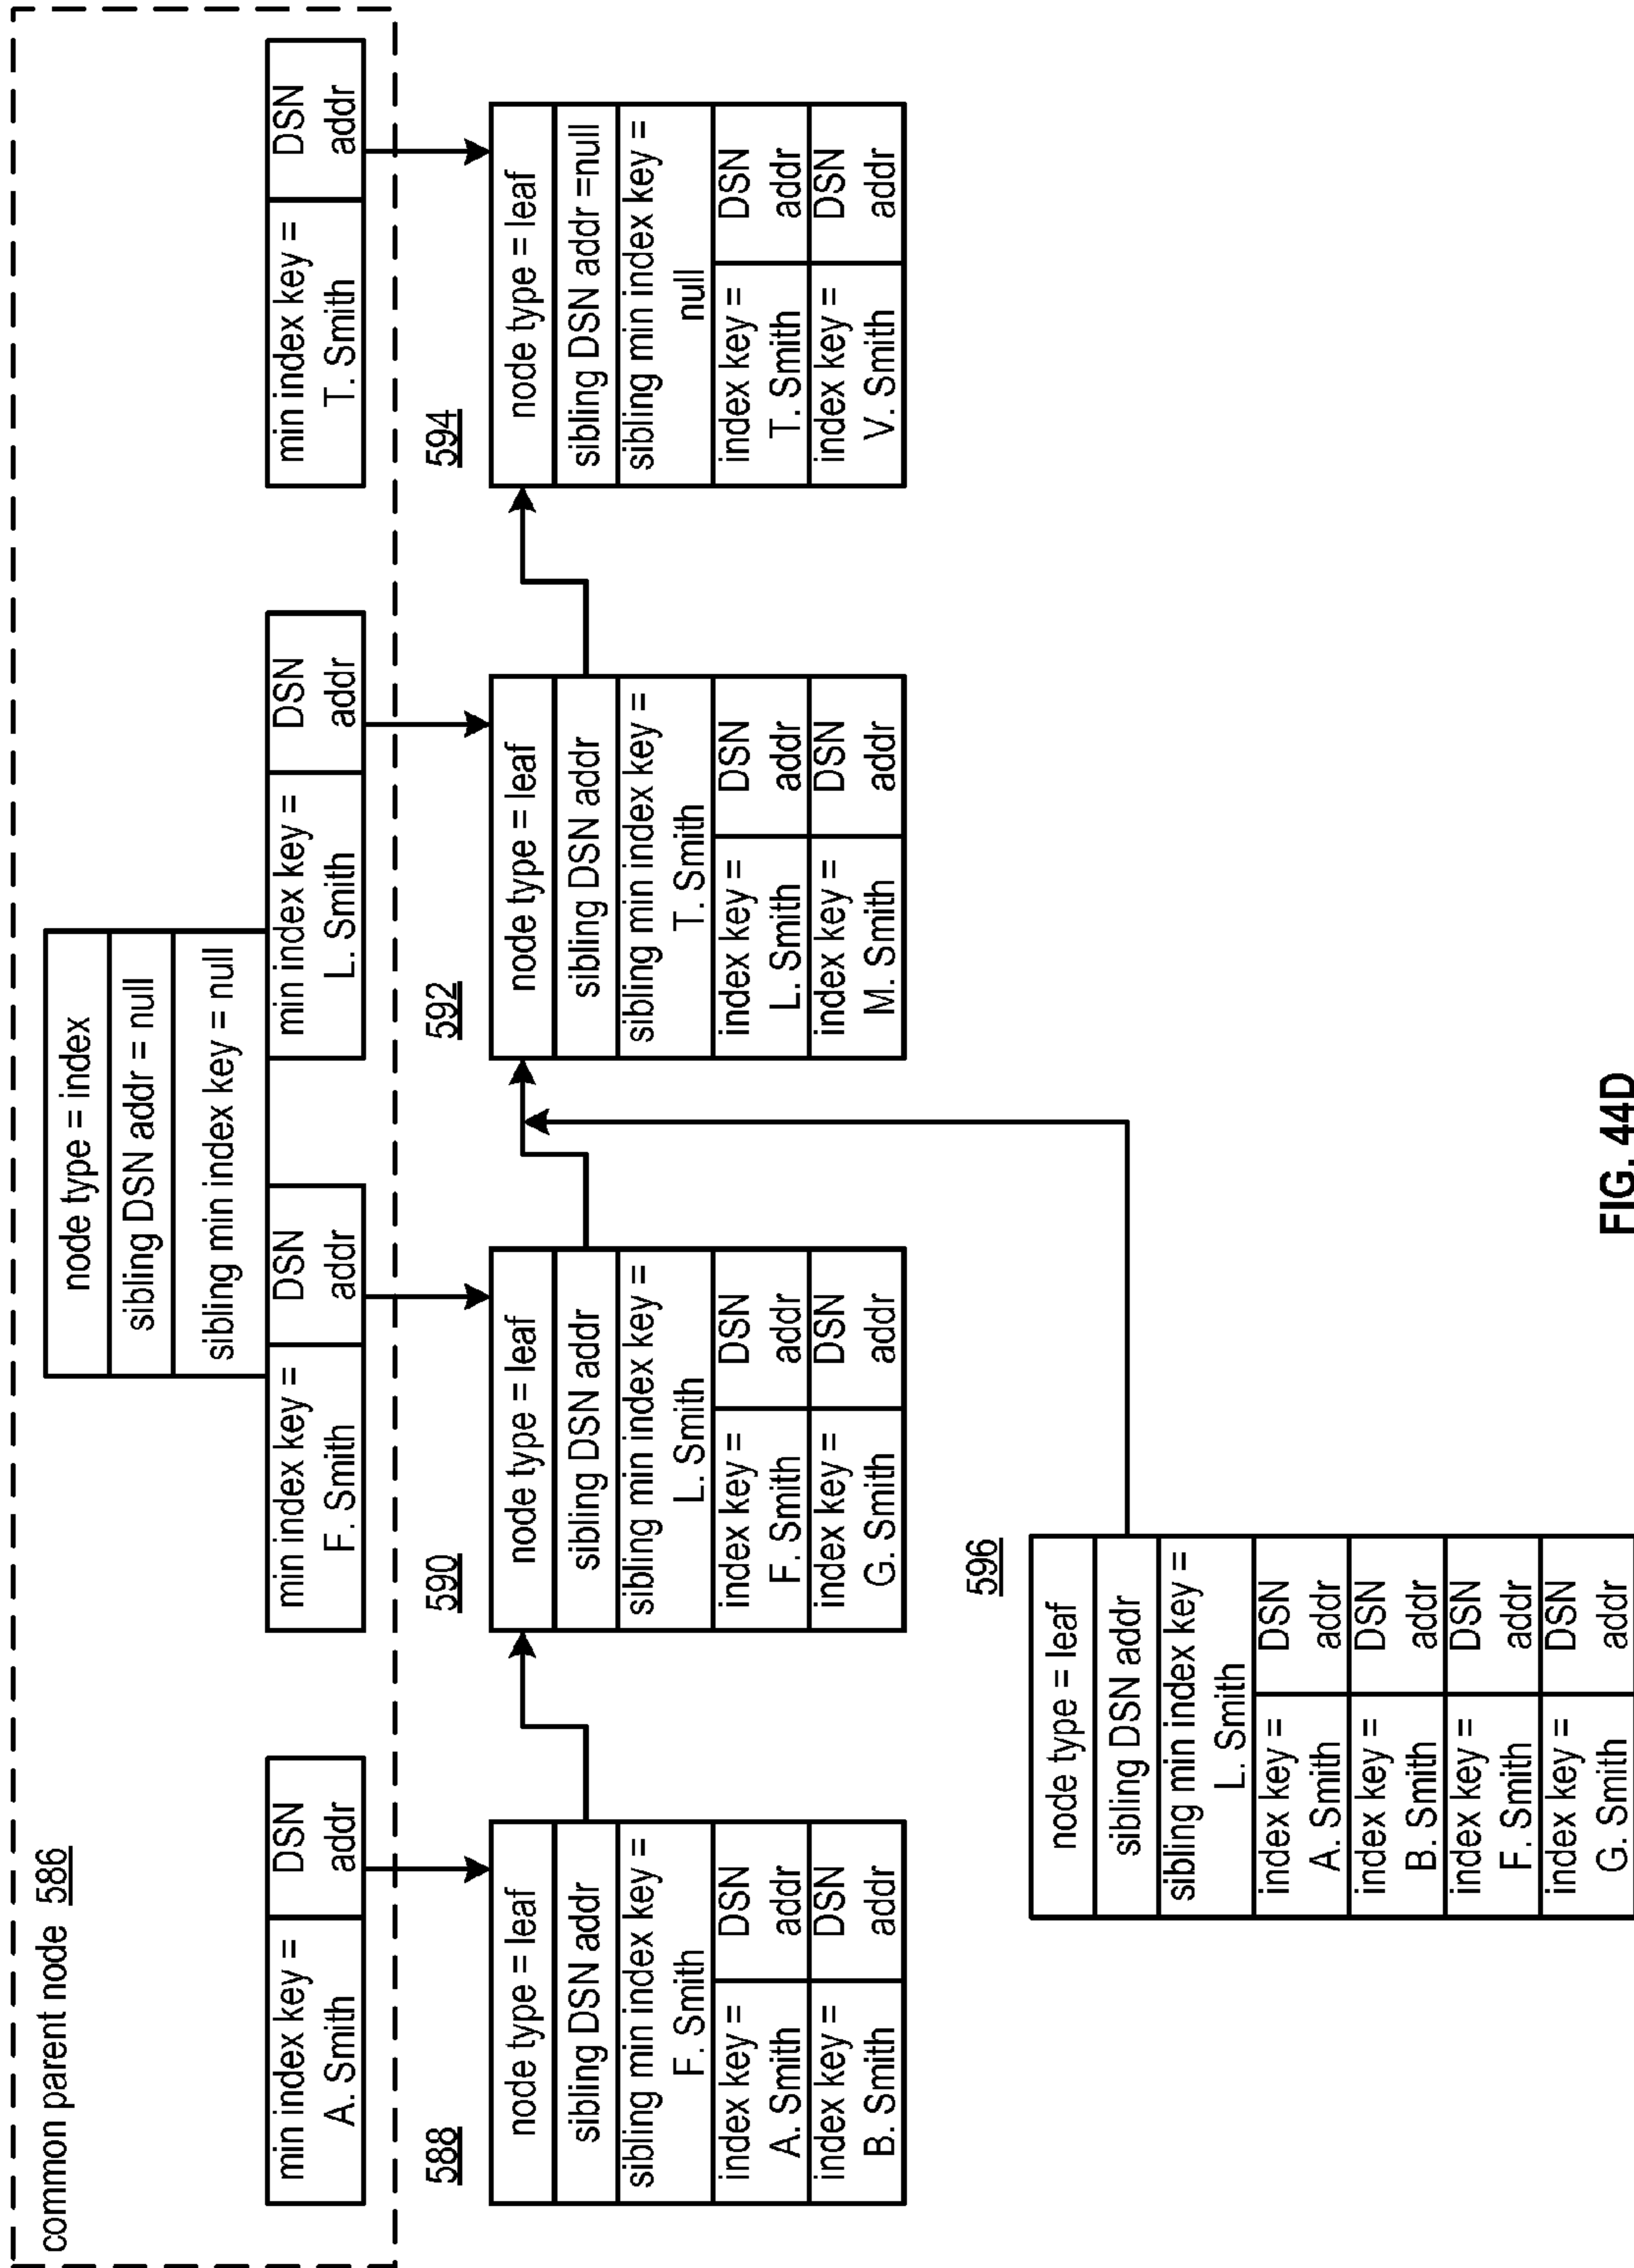 common parent node 586
node type = index
sibling DSN addr = null
sibling min index key = null
min index key =
A. Smith
DSN
addr
min index key =
F. Smith
DSN
addr
min index key =
L. Smith
DSN
addr
min index key =
T. Smith
DSN
addr
588
node type = leaf
sibling DSN addr
sibling min index key =
F. Smith
index key =
A. Smith
DSN
addr
index key =
B. Smith
DSN
addr
590
node type = leaf
sibling DSN addr
sibling min index key =
L. Smith
index key =
F. Smith
DSN
addr
index key =
G. Smith
DSN
addr
592
node type = leaf
sibling DSN addr
sibling min index key =
T. Smith
index key =
L. Smith
DSN
addr
index key =
M. Smith
DSN
addr
594
node type = leaf
sibling DSN addr =null
sibling min index key =
null
index key =
T. Smith
DSN
addr
index key =
V. Smith
DSN
addr
596
node type = leaf
sibling DSN addr
sibling min index key =
L. Smith
index key =
A. Smith
DSN
addr
index key =
B. Smith
DSN
addr
index key =
F. Smith
DSN
addr
index key =
G. Smith
DSN
addr
FIG. 44D